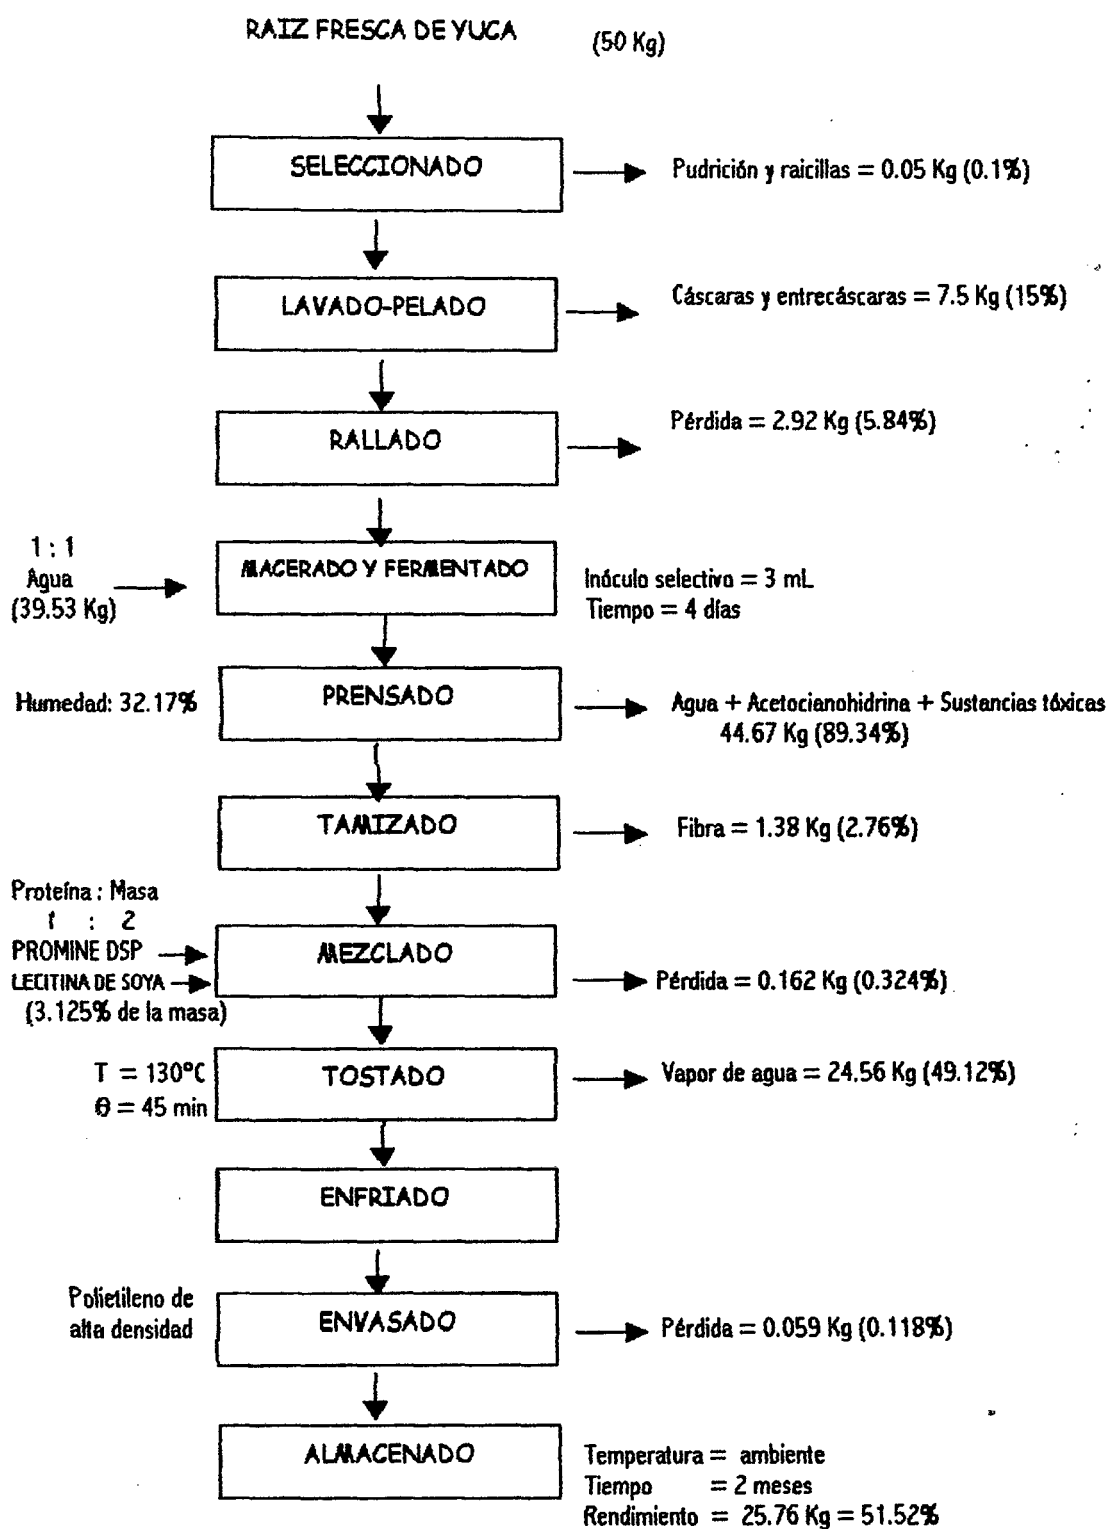 RAIZ FRESCA DE YUCA (50 Kg)
SELECCIONADO
Pudrición y raicillas = 0.05 Kg (0.1%)
LAVADO-PELADO
Cáscaras y entrecáscaras = 7.5 Kg (15%)
RALLADO
Pérdida = 2.92 Kg (5.84%)
1 : 1
Agua
(39.53 Kg)
MACERADO Y FERMENTADO
Inóculo selectivo = 3 mL
Tiempo = 4 días
Humedad: 32.17%
PRENSADO
Agua + Acetocianohidrina + Sustancias tóxicas
44.67 Kg (89.34%)
TAMIZADO
Fibra = 1.38 Kg (2.76%)
Proteína : Masa
1 : 2
PROMINE DSP
LECITINA DE SOYA
(3.125% de la masa)
MEZCLADO
Pérdida = 0.162 Kg (0.324%)
T = 130°C
θ = 45 min
TOSTADO
Vapor de agua = 24.56 Kg (49.12%)
ENFRIADO
Polietileno de
alta densidad
ENVASADO
Pérdida = 0.059 Kg (0.118%)
ALMACENADO
Temperatura = ambiente
Tiempo = 2 meses
Rendimiento = 25.76 Kg = 51.52%